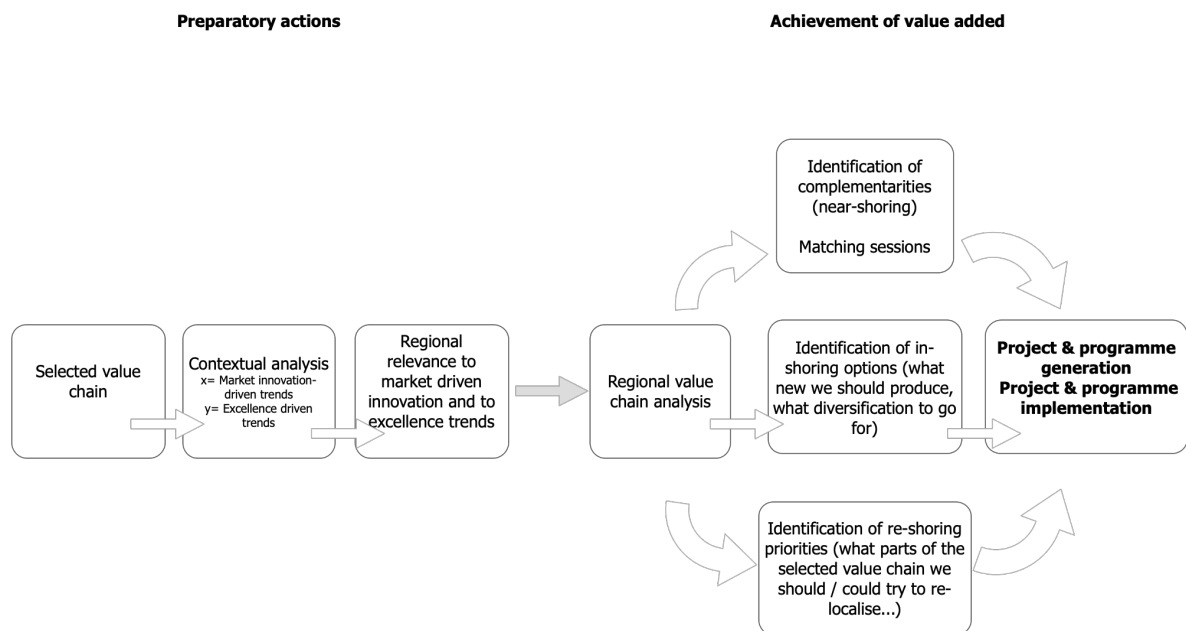 Preparatory actions
Achievement of value added
Selected value
chain
Contextual analysis
x= Market innovation-
driven trends
y= Excellence driven
trends
Regional
relevance to
market driven
innovation and to
excellence trends
Regional value
chain analysis
Identification of
complementarities
(near-shoring)
Matching sessions
Identification of in-
shoring options (what
new we should produce,
what diversification to go
for)
Identification of re-shoring
priorities (what parts of the
selected value chain we
should / could try to re-
localise...)
Project & programme
generation
Project & programme
implementation